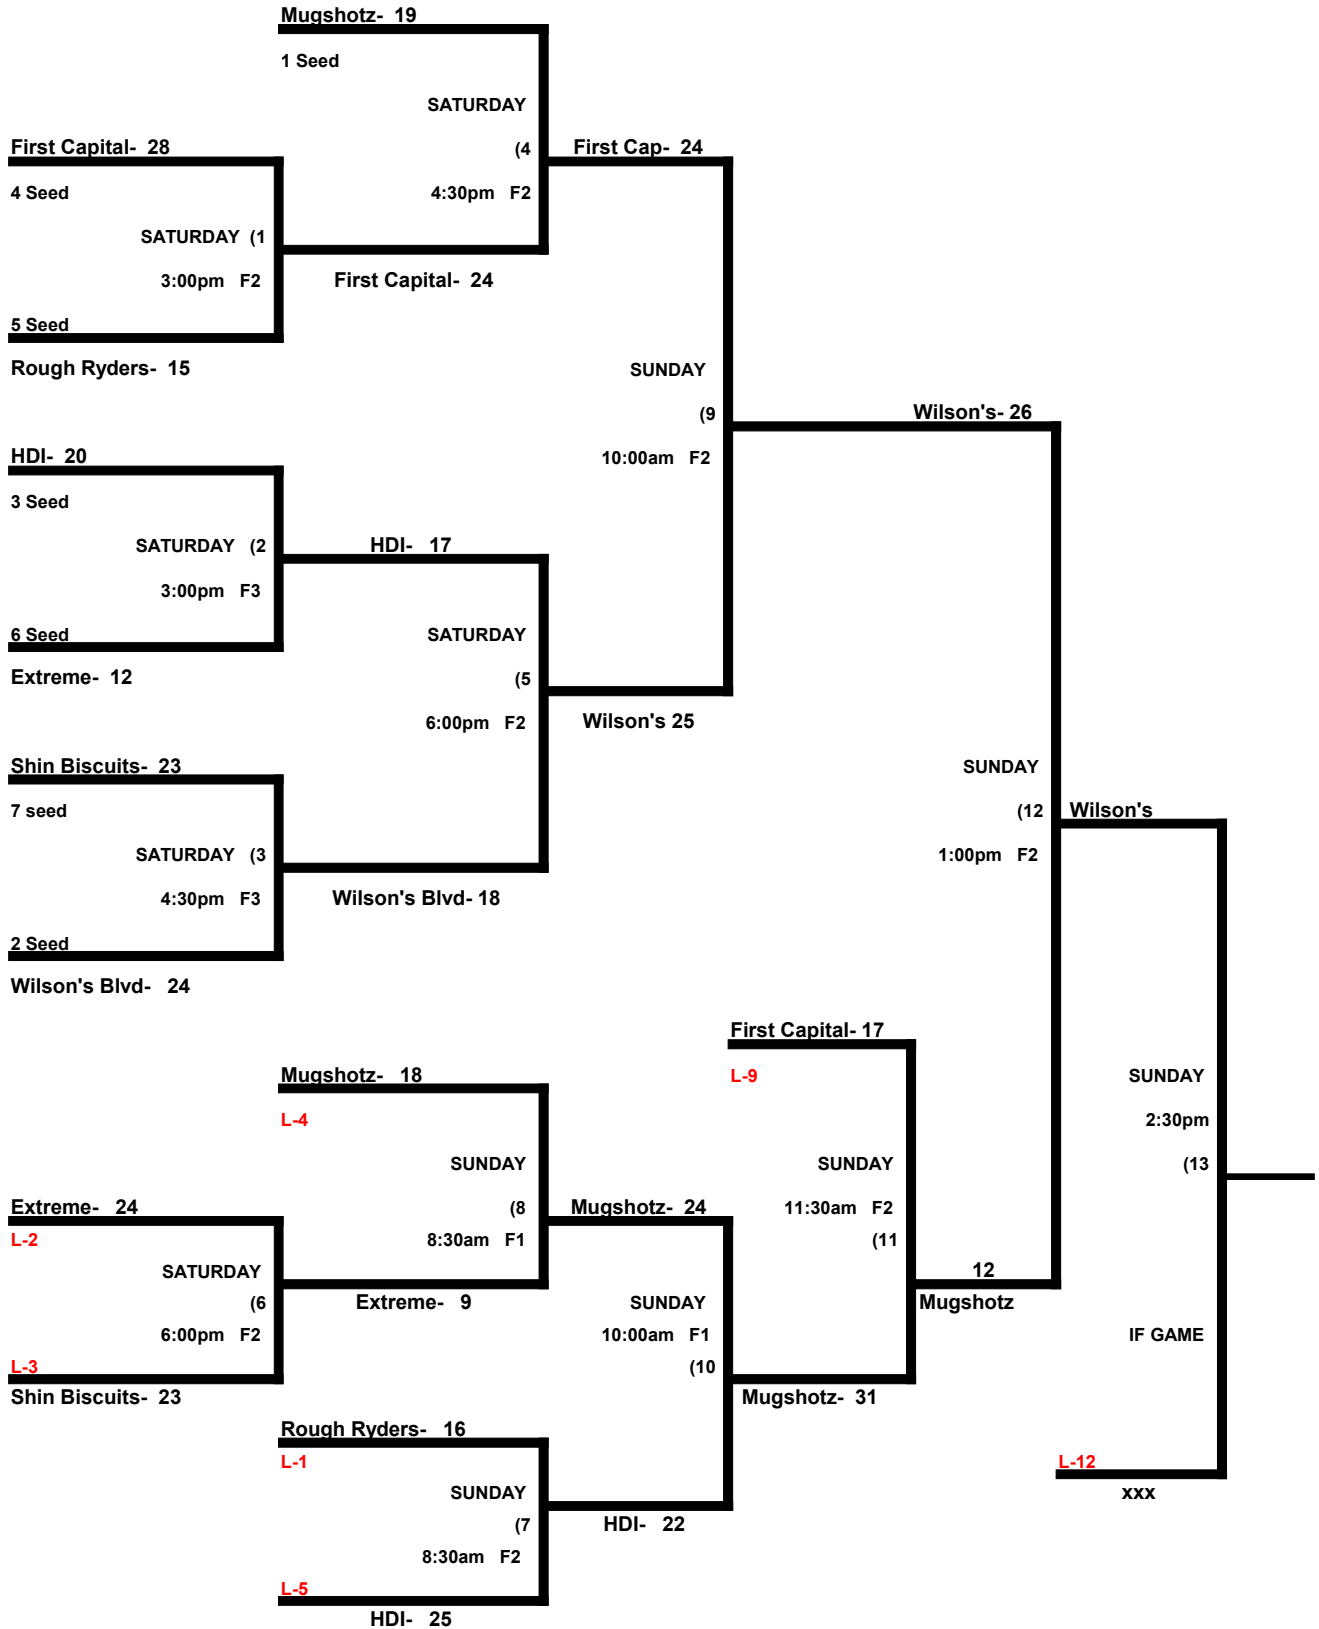 Mugshotz- 19
1 Seed
SATURDAY
First Capital- 28
(4
First Cap- 24
4 Seed
4:30pm F2
SATURDAY (1
3:00pm F2
First Capital- 24
5 Seed
Rough Ryders- 15
SUNDAY
(9
Wilson's- 26
HDI- 20
10:00am F2
3 Seed
SATURDAY (2
HDI- 17
3:00pm F3
6 Seed
SATURDAY
Extreme- 12
(5
6:00pm F2
Wilson's 25
Shin Biscuits- 23
SUNDAY
7 seed
(12
Wilson's
SATURDAY (3
1:00pm F2
4:30pm F3
Wilson's Blvd- 18
2 Seed
Wilson's Blvd- 24
First Capital- 17
Mugshotz- 18
L-9
SUNDAY
L-4
2:30pm
SUNDAY
SUNDAY
(13
Extreme- 24
(8
Mugshotz- 24
11:30am F2
L-2
8:30am F1
(11
SATURDAY
12
(6
Extreme- 9
SUNDAY
Mugshotz
6:00pm F2
10:00am F1
IF GAME
L-3
(10
Shin Biscuits- 23
Mugshotz- 31
Rough Ryders- 16
L-1
L-12
SUNDAY
xxx
(7
HDI- 22
8:30am F2
L-5
HDI- 25